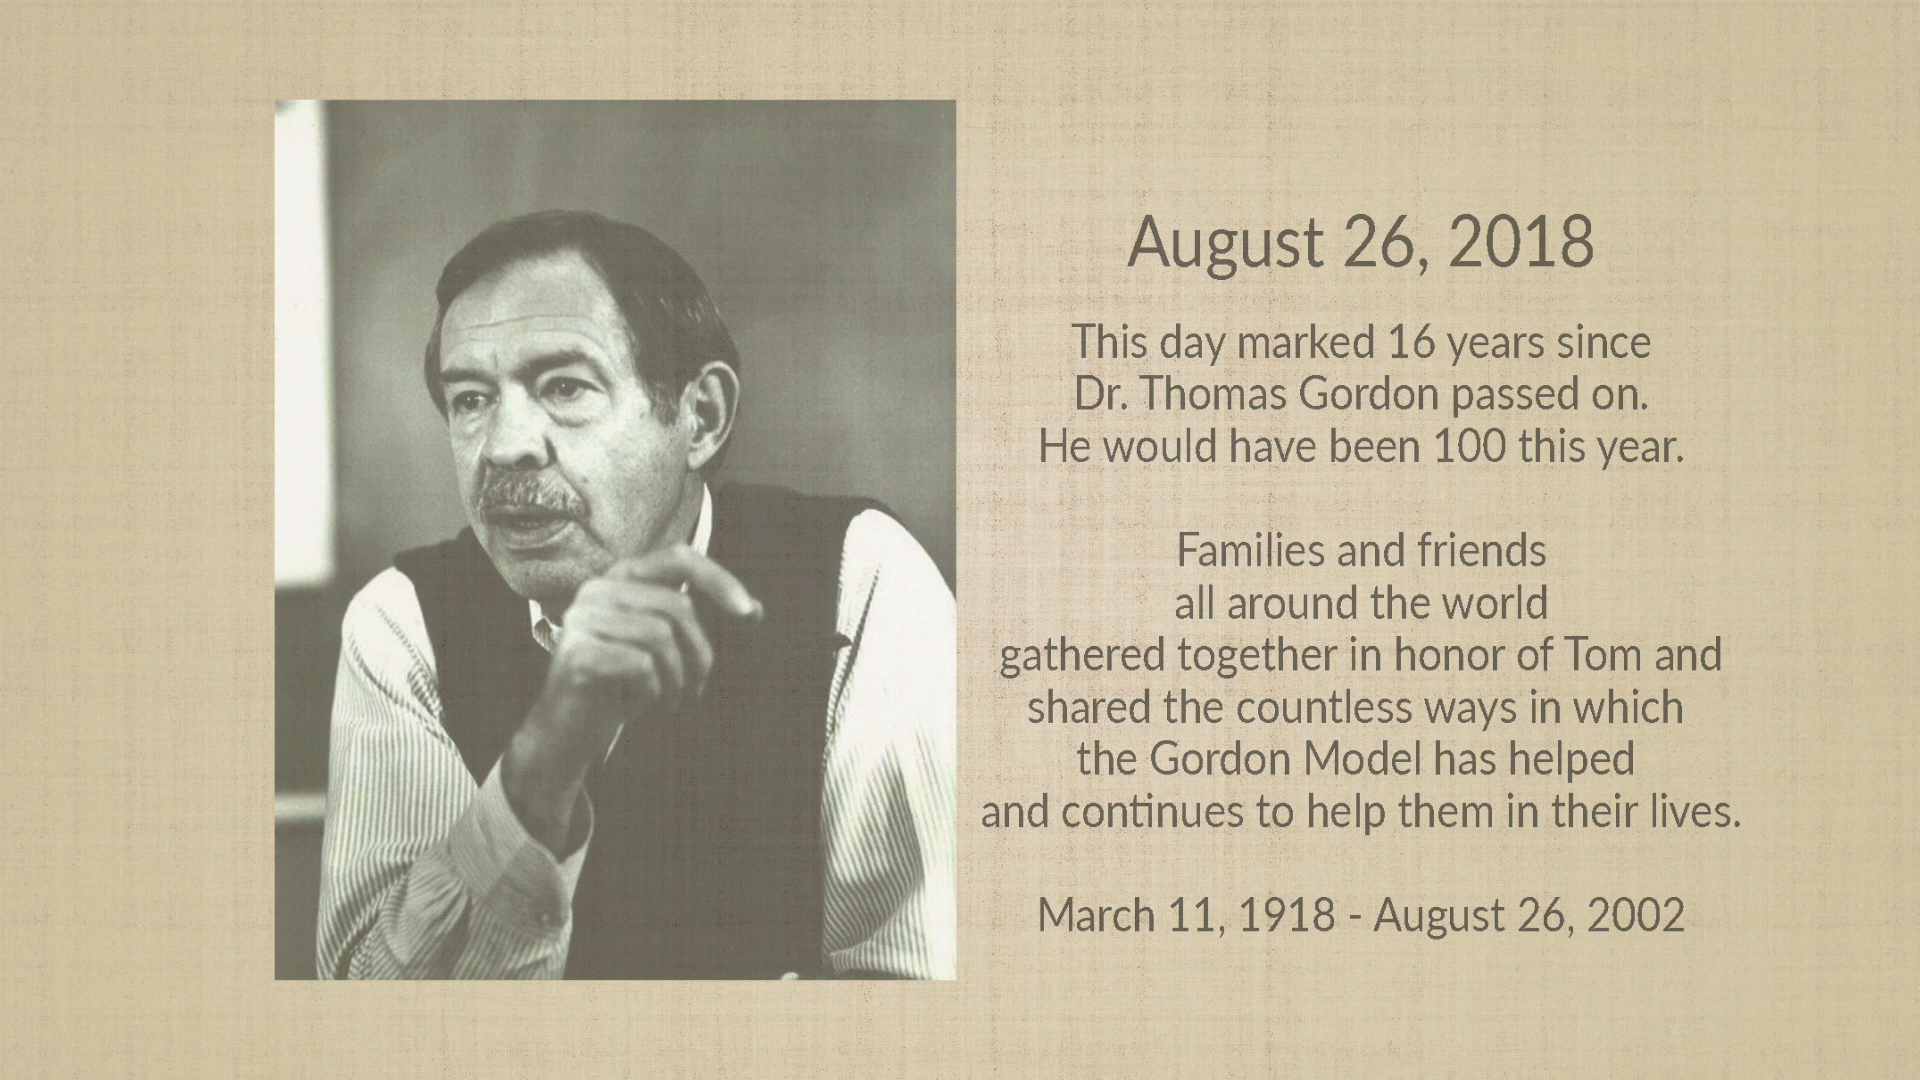 August 26, 2018
This day marked 16 years since
Dr. Thomas Gordon passed on.
He would have been 100 this year.
Families and friends
all around the world
gathered together in honor of Tom and
shared the countless ways in which
the Gordon Model has helped
and continues to help them in their lives.
March 11, 1918 - August 26, 2002